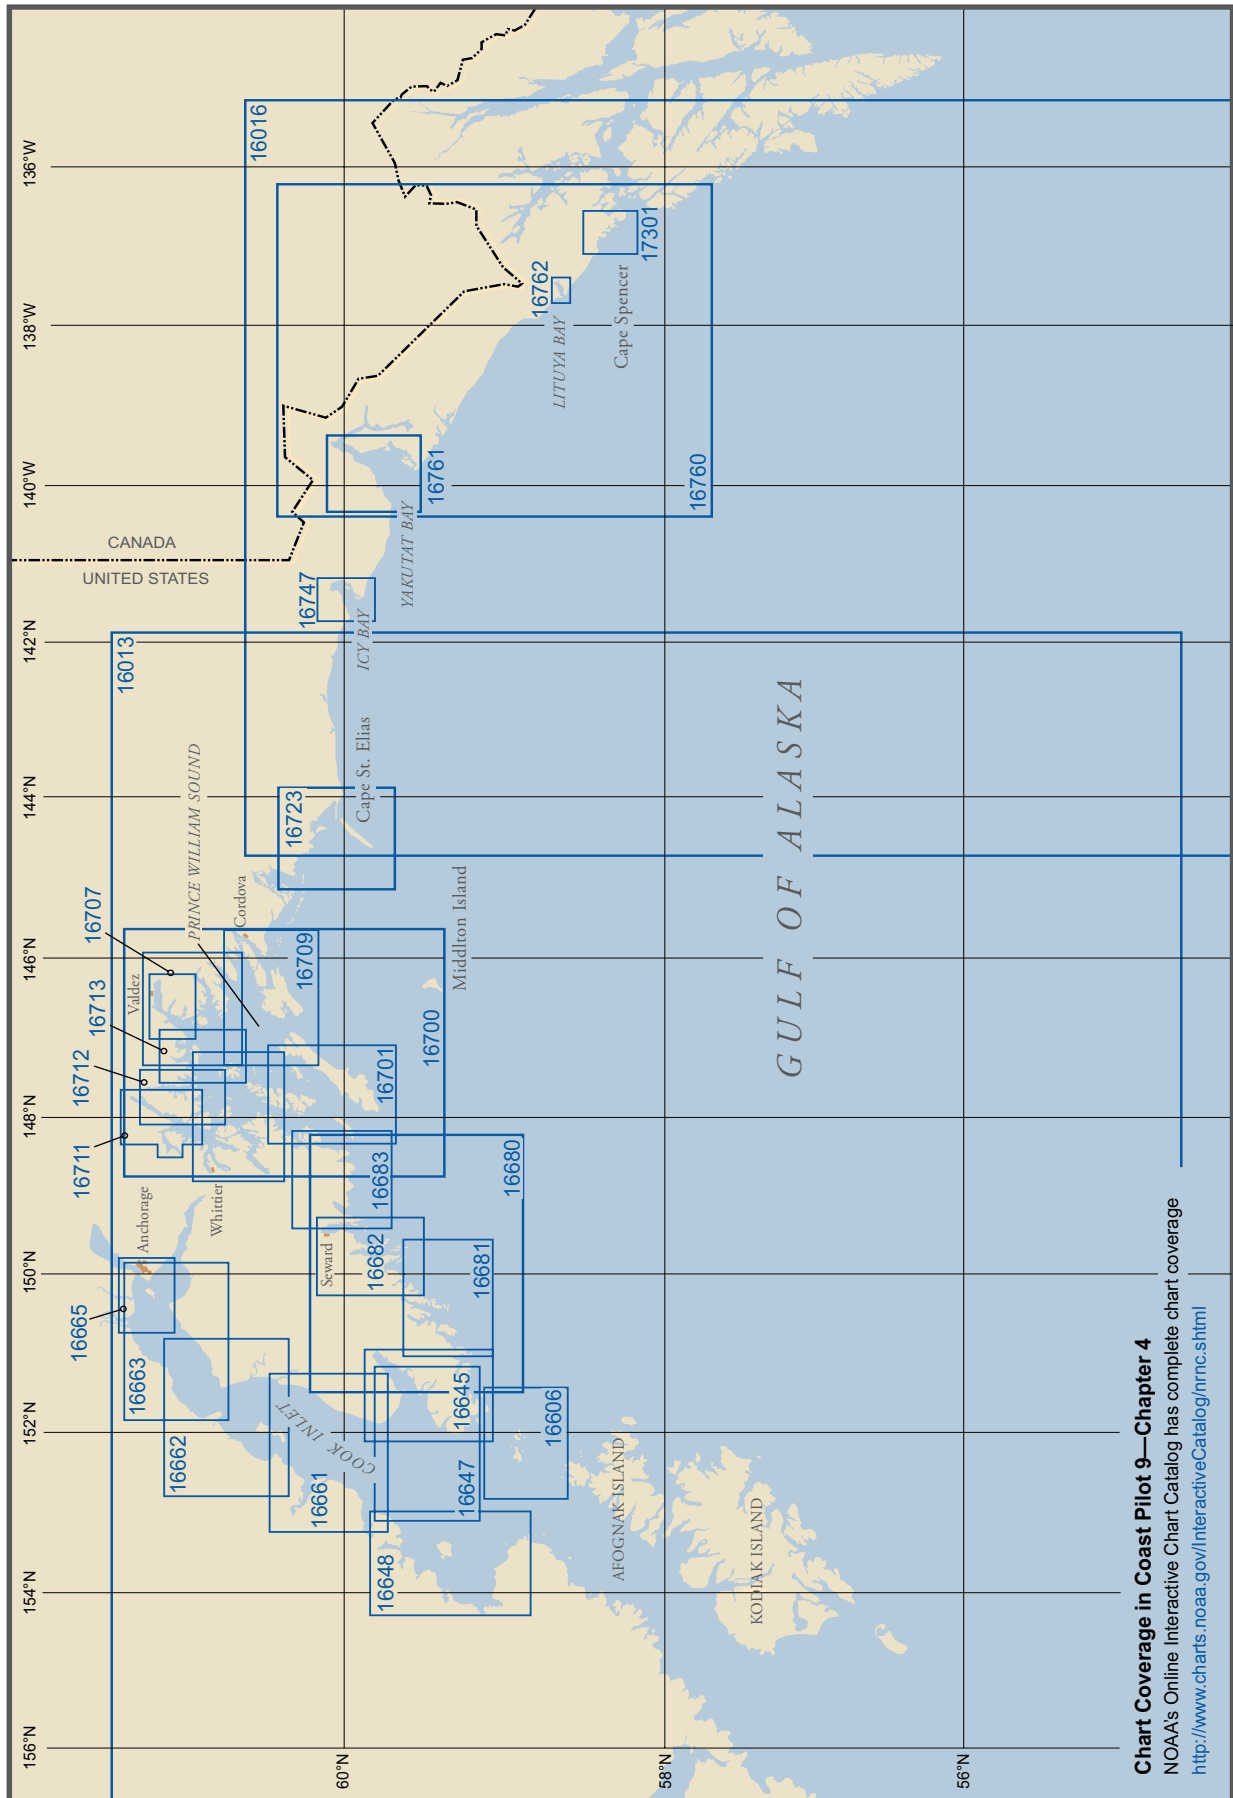 156°N
154°N
152°N
150°N
148°N
146°N
144°N
142°N
140°W
138°W
136°W
60°N
58°N
56°N
CANADA
UNITED STATES
16013
16016
16665
16711
16712
16713
16707
16663
16662
16661
16648
16647
16645
16606
16681
16682
16683
16680
16701
16700
16709
16723
16747
16761
16760
16762
17301
Anchorage
Whittier
Valdez
PRINCE WILLIAM SOUND
Cordova
Seward
COOK INLET
Middlton Island
Cape St. Elias
ICY BAY
YAKUTAT BAY
LITUYA BAY
Cape Spencer
AFOGNAK ISLAND
KODIAK ISLAND
GULF OF ALASKA
Chart Coverage in Coast Pilot 9—Chapter 4
NOAA's Online Interactive Chart Catalog has complete chart coverage
http://www.charts.noaa.gov/InteractiveCatalog/nrnc.shtml